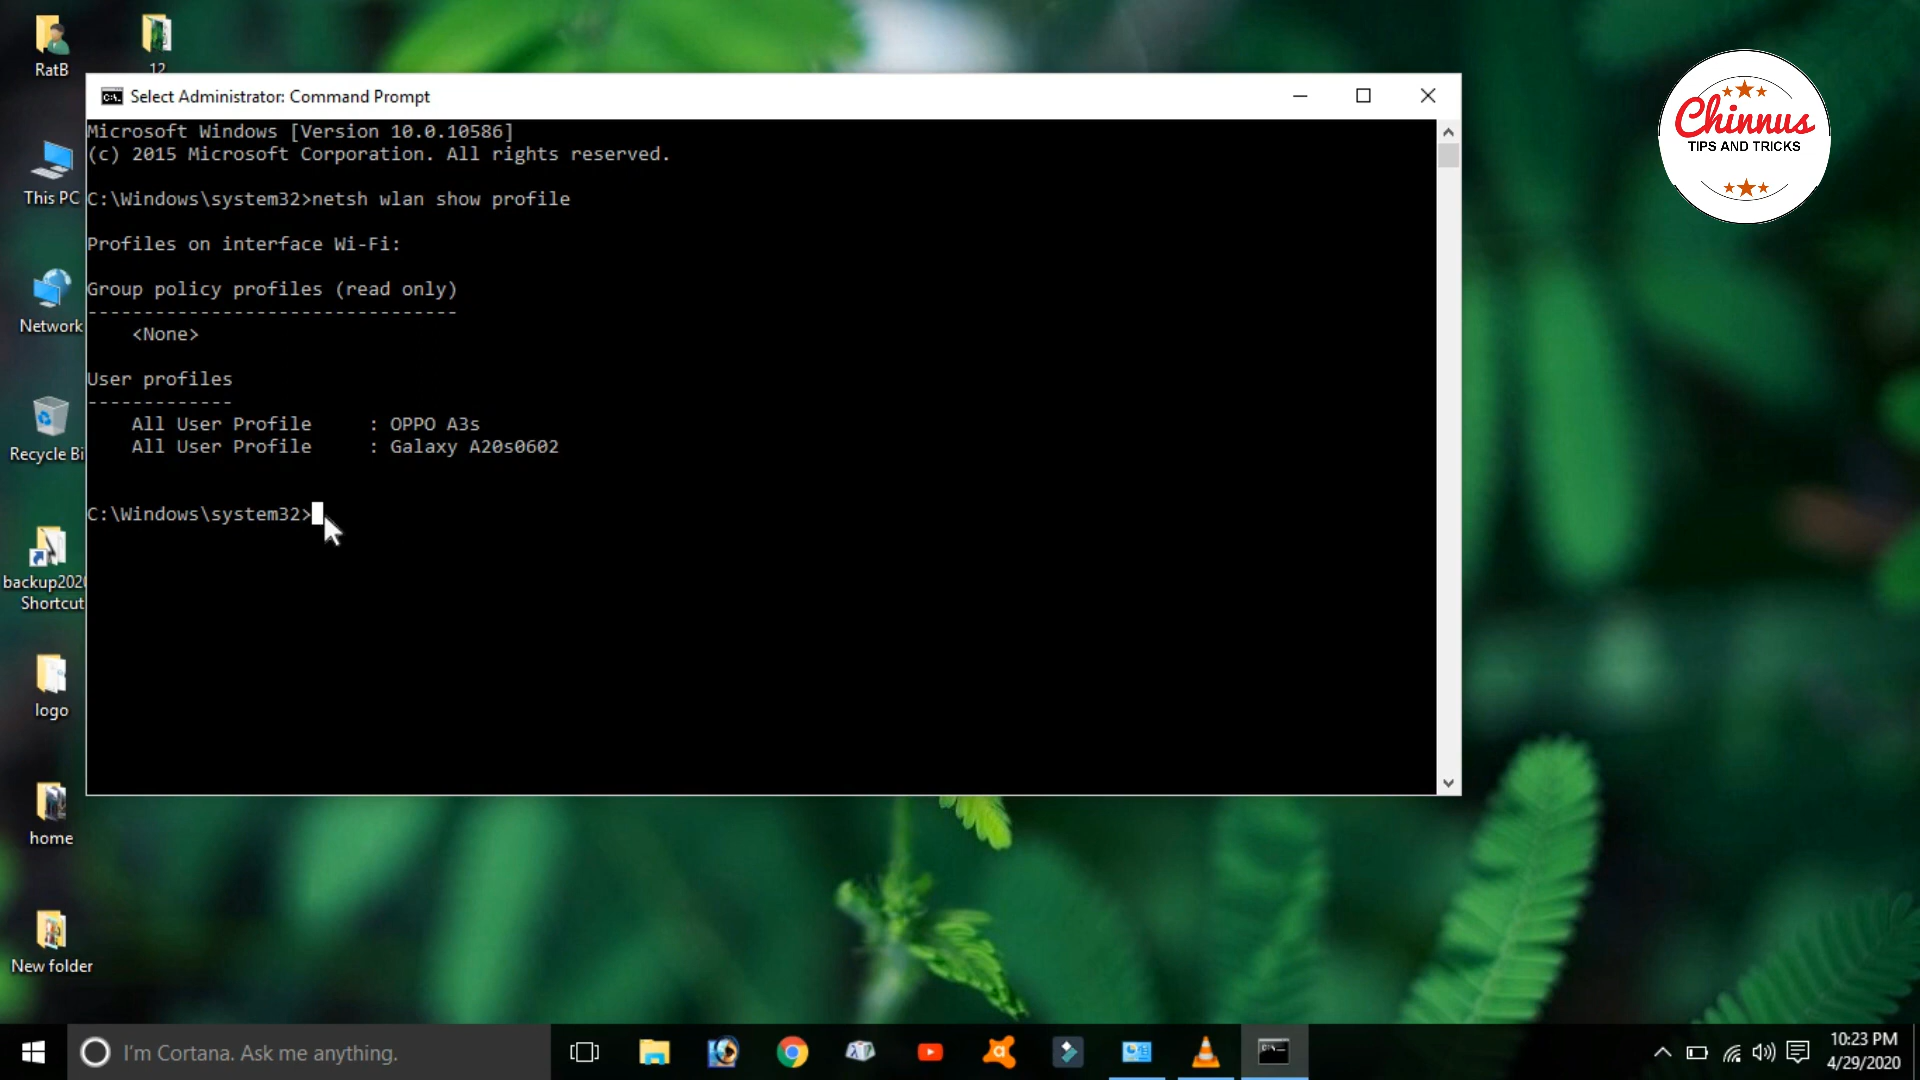 RatB
12
This PC
Network
Recycle Bi
backup202
Shortcut
logo
home
New folder
Select Administrator: Command Prompt
Microsoft Windows [Version 10.0.10586]
(c) 2015 Microsoft Corporation. All rights reserved.
C:\Windows\system32>netsh wlan show profile
Profiles on interface Wi-Fi:
Group policy profiles (read only)
---------------------------------
<None>
User profiles
-------------
All User Profile     : OPPO A3s
All User Profile     : Galaxy A20s0602
C:\Windows\system32>
Chinnus
TIPS AND TRICKS
I'm Cortana. Ask me anything.
10:23 PM
4/29/2020